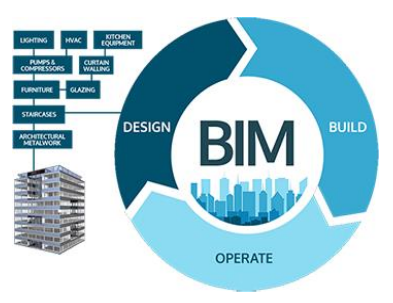 LIGHTING
HVAC
KITCHEN
EQUIPMENT
PUMPS &
COMPRESSORS
CURTAIN
WALLING
FURNITURE
GLAZING
STAIRCASES
ARCHITECTURAL
METALWORK
DESIGN
BIM
BUILD
OPERATE